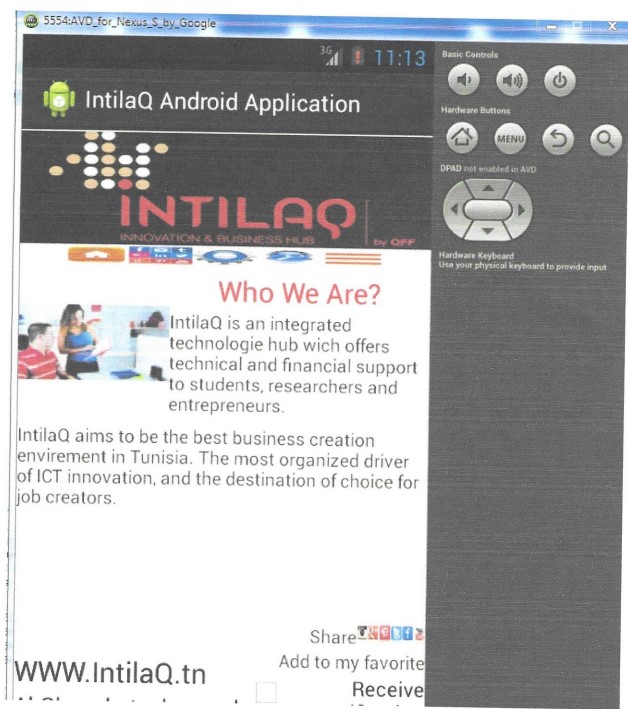 5554:AVD_for_Nexus_S_by_Google
3G 11:13
IntilaQ Android Application
INTILAQ
INNOVATION & BUSINESS HUB
by QFF
Who We Are?
IntilaQ is an integrated
technologie hub wich offers
technical and financial support
to students, researchers and
entrepreneurs.
IntilaQ aims to be the best business creation
envirement in Tunisia. The most organized driver
of ICT innovation, and the destination of choice for
job creators.
Share
Add to my favorite
WWW.IntilaQ.tn
Receive
Basic Controls
Hardware Buttons
MENU
DPAD not enabled in AVD
Hardware Keyboard
Use your physical keyboard to provide input